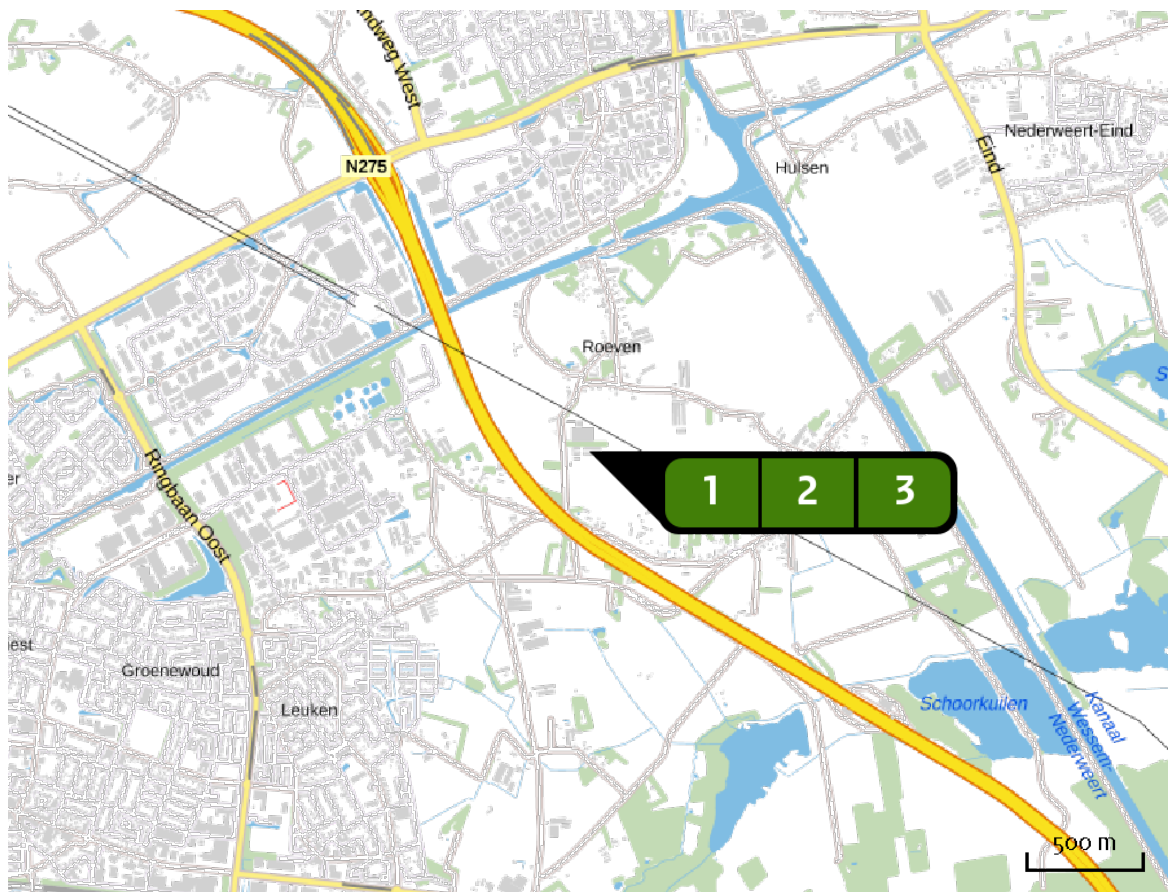 ndweg West
N275
Nederweert-Eind
Eind
Hulsen
Roeven
Ringbaan Oost
er
1 2 3
S
iest
Groenewoud
Leuken
Schoorkuilen
Kanaal
Wessem-
Nederweert
500 m